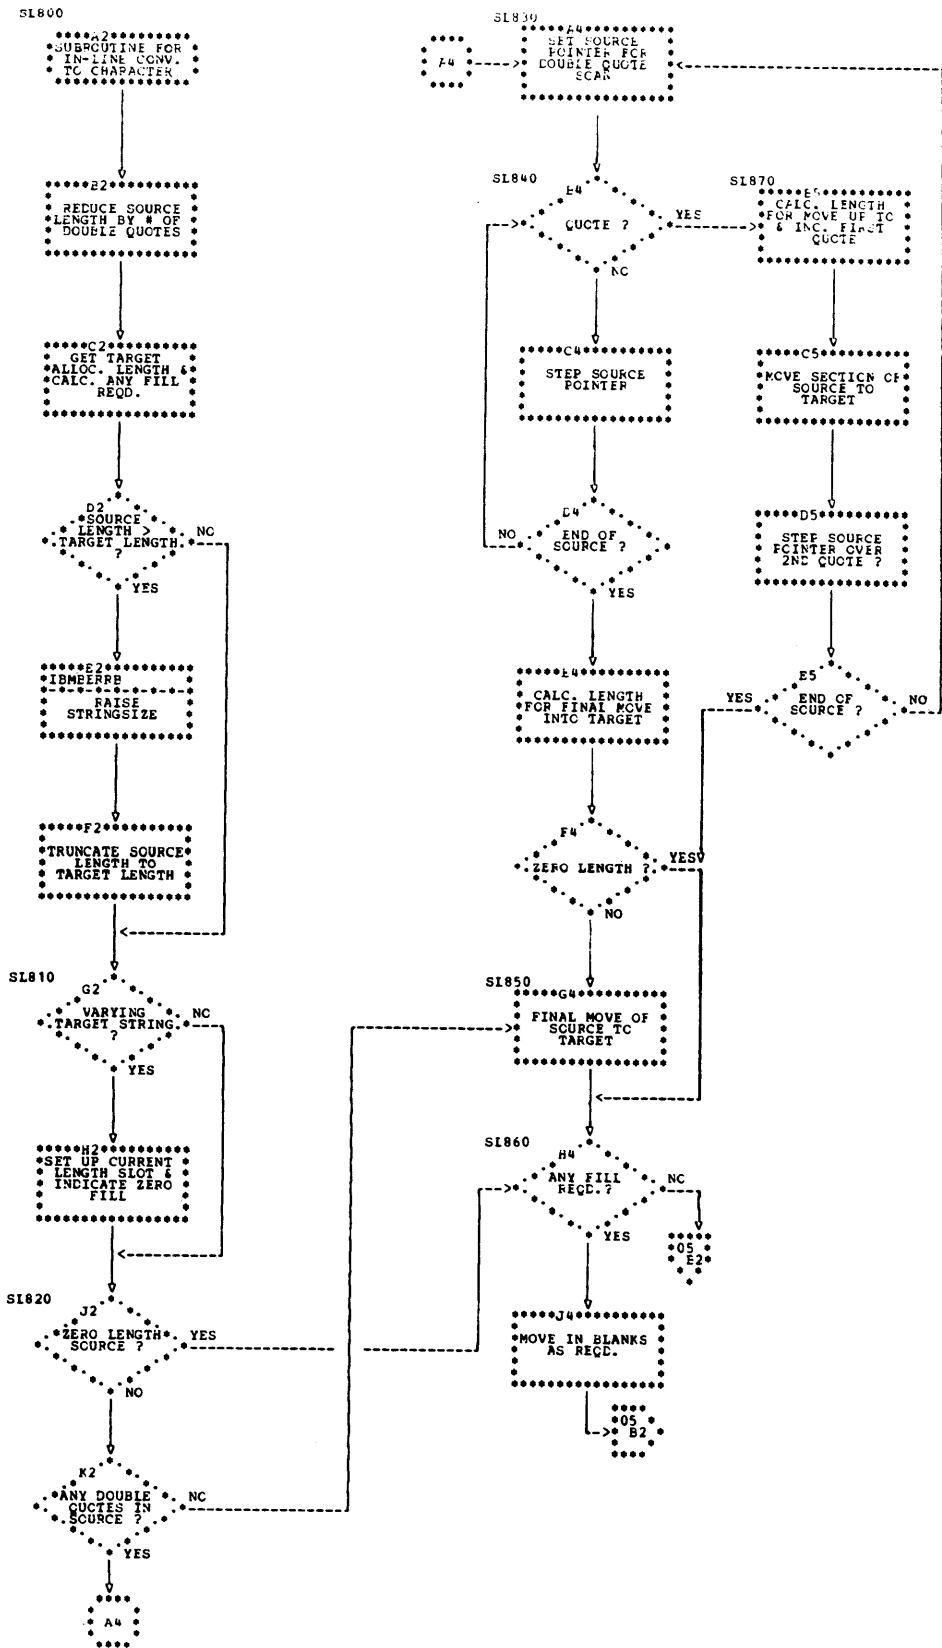 SL800
A2
SUBROUTINE FOR
IN-LINE CONV.
TO CHARACTER
B2
REDUCE SOURCE
LENGTH BY # OF
DOUBLE QUOTES
C2
GET TARGET
ALLOC. LENGTH &
CALC. ANY FILL
REQD.
D2
SOURCE
LENGTH >
TARGET LENGTH
?
NO
YES
E2
IBMBERRB
RAISE
STRINGSIZE
F2
TRUNCATE SOURCE
LENGTH TO
TARGET LENGTH
SL810
G2
VARYING
TARGET STRING
?
NO
YES
H2
SET UP CURRENT
LENGTH SLOT &
INDICATE ZERO
FILL
SL820
J2
ZERO LENGTH
SOURCE ?
YES
NO
K2
ANY DOUBLE
QUOTES IN
SOURCE ?
NO
YES
A4
SL830
A4
A4
SET SOURCE
POINTER FOR
DOUBLE QUOTE
SCAN
SL840
B4
QUOTE ?
YES
NO
C4
STEP SOURCE
POINTER
D4
END OF
SOURCE ?
NO
YES
E4
CALC. LENGTH
FOR FINAL MOVE
INTO TARGET
F4
ZERO LENGTH ?
YES
NO
SL850
G4
FINAL MOVE OF
SOURCE TO
TARGET
SL860
H4
ANY FILL
REQD.?
NO
YES
05
E2
J4
MOVE IN BLANKS
AS REQD.
05
B2
SL870
B5
CALC. LENGTH
FOR MOVE UP TO
& INC. FIRST
QUOTE
C5
MOVE SECTION OF
SOURCE TO
TARGET
D5
STEP SOURCE
POINTER OVER
2ND QUOTE ?
E5
END OF
SOURCE ?
YES
NO